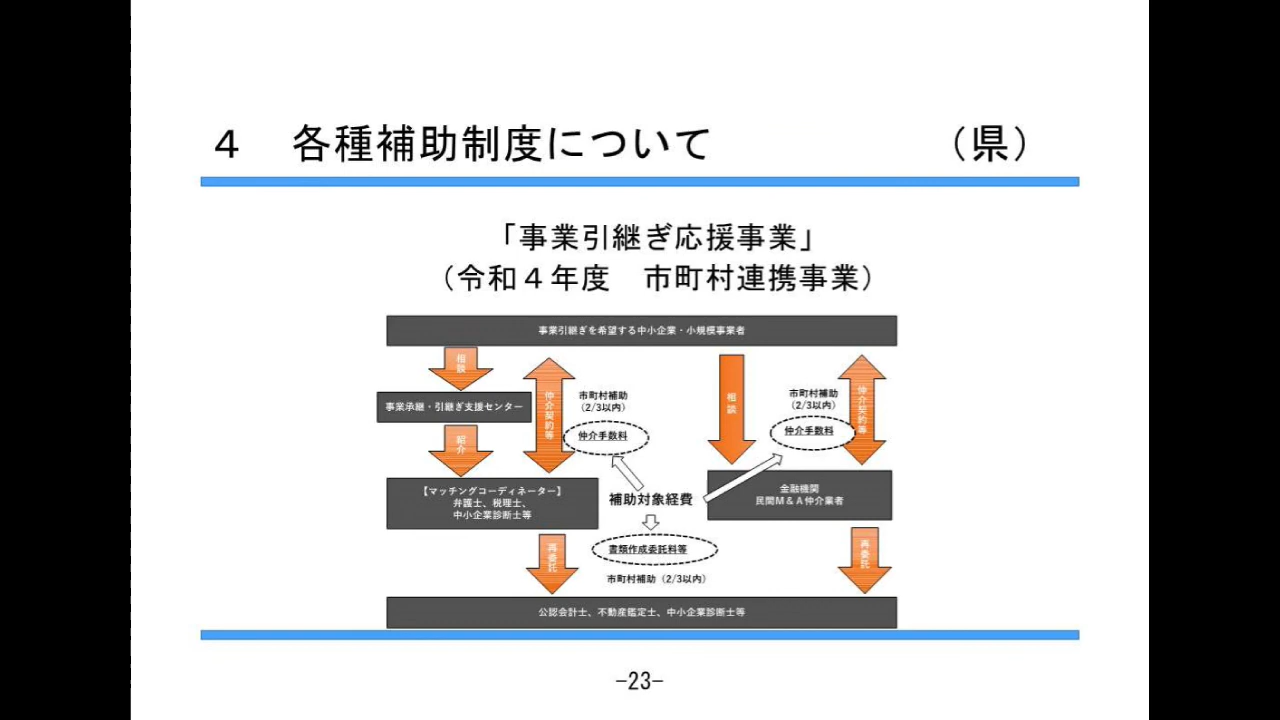 ４　各種補助制度について　（県）
「事業引継ぎ応援事業」
（令和４年度　市町村連携事業）
事業引継ぎを希望する中小企業・小規模事業者
相談
事業承継・引継ぎ支援センター
紹介
仲介契約等
市町村補助
（2/3以内）
仲介手数料
相談
市町村補助
（2/3以内）
仲介手数料
仲介契約等
【マッチングコーディネーター】
弁護士、税理士、
中小企業診断士等
補助対象経費
金融機関
民間Ｍ＆Ａ仲介業者
再委託
書類作成委託料等
市町村補助（2/3以内）
再委託
公認会計士、不動産鑑定士、中小企業診断士等
-23-